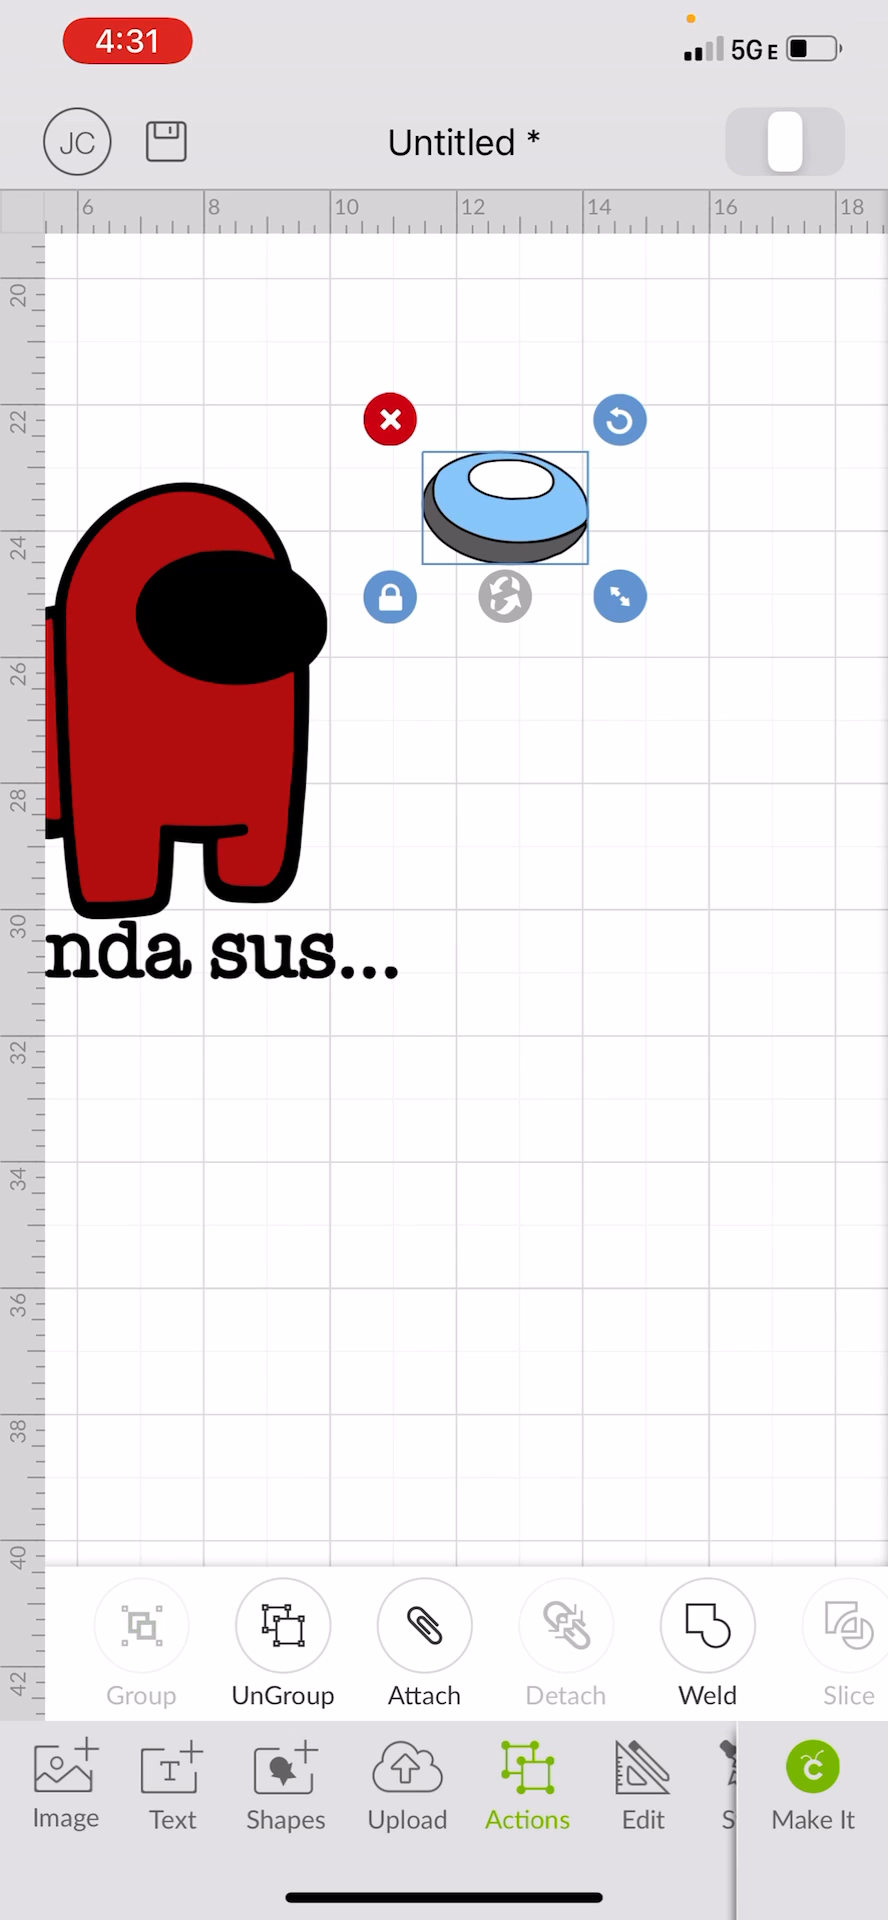 4:31
5GE
JC
Untitled *
6 8 10 12 14 16 18
20
22
24
26
28
30
nda sus...
32
34
36
38
40
42
Group UnGroup Attach Detach Weld Slice
Image Text Shapes Upload Actions Edit S Make It